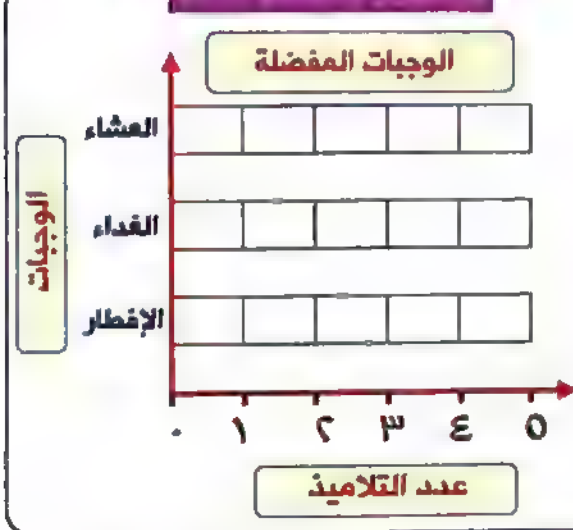 الوجبات المفضلة
العشاء
الغداء
الإفطار
الوجبات
٠ ١ ٢ ٣ ٤ ٥
عدد التلاميذ